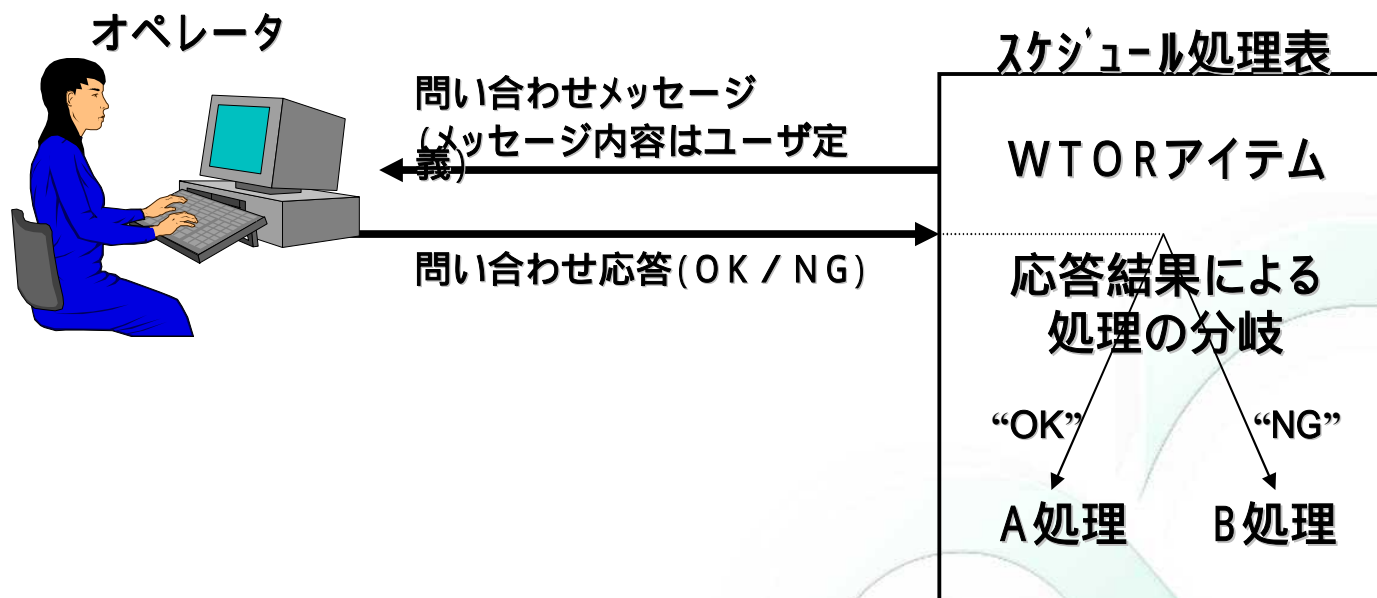 オペレータ
問い合わせメッセージ
(メッセージ内容はユーザ定
義)
問い合わせ応答(ＯＫ／ＮＧ)
ｽｹｼﾞｭｰﾙ処理表
ＷＴＯＲアイテム
応答結果による
処理の分岐
“OK”
“NG”
Ａ処理
Ｂ処理